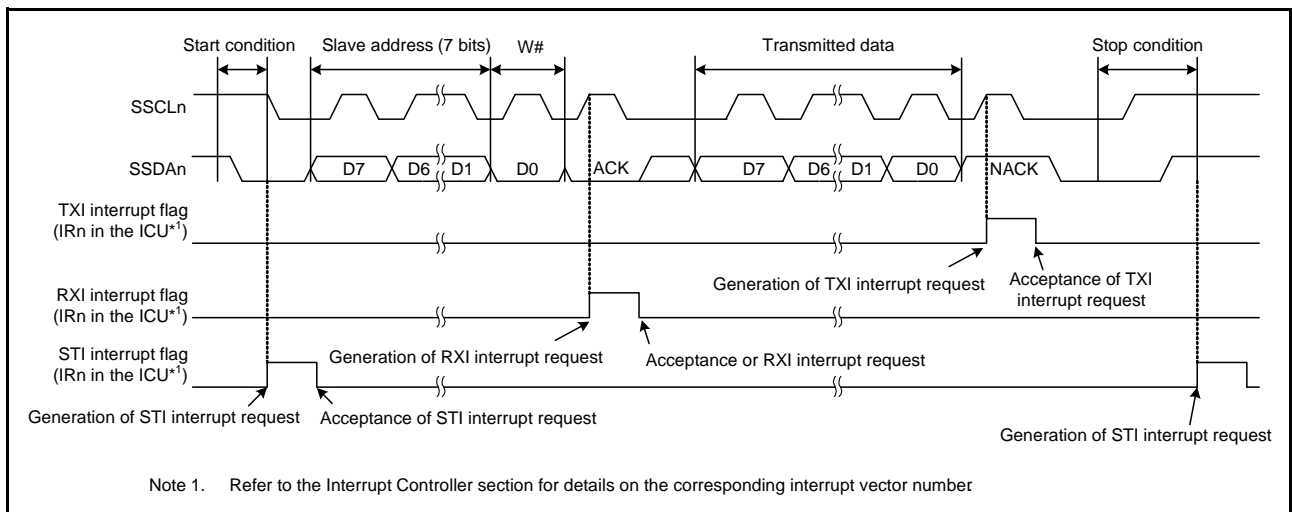 Start condition
Slave address (7 bits)
W#
Transmitted data
Stop condition
SSCLn
SSDAn
D7
D6
D1
D0
ACK
D7
D6
D1
D0
NACK
TXI interrupt flag
(IRn in the ICU*1)
Generation of TXI interrupt request
Acceptance of TXI
interrupt request
RXI interrupt flag
(IRn in the ICU*1)
Generation of RXI interrupt request
Acceptance or RXI interrupt request
STI interrupt flag
(IRn in the ICU*1)
Generation of STI interrupt request
Acceptance of STI interrupt request
Generation of STI interrupt request
Note 1. Refer to the Interrupt Controller section for details on the corresponding interrupt vector number.